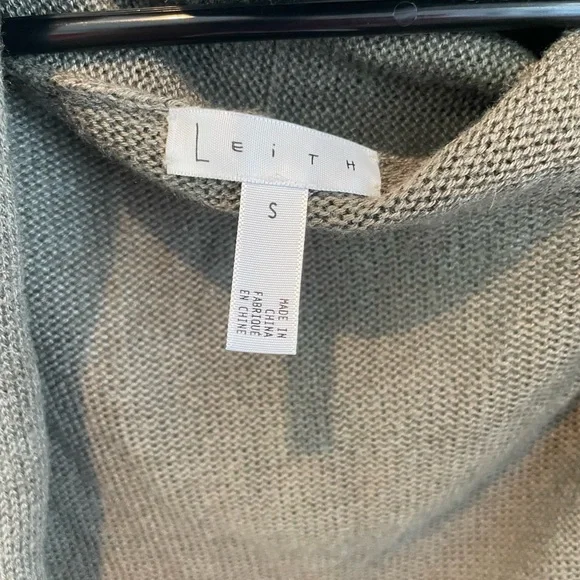 LEiTH
S
MADE IN
CHINA
FABRIQUÉ
EN CHINE